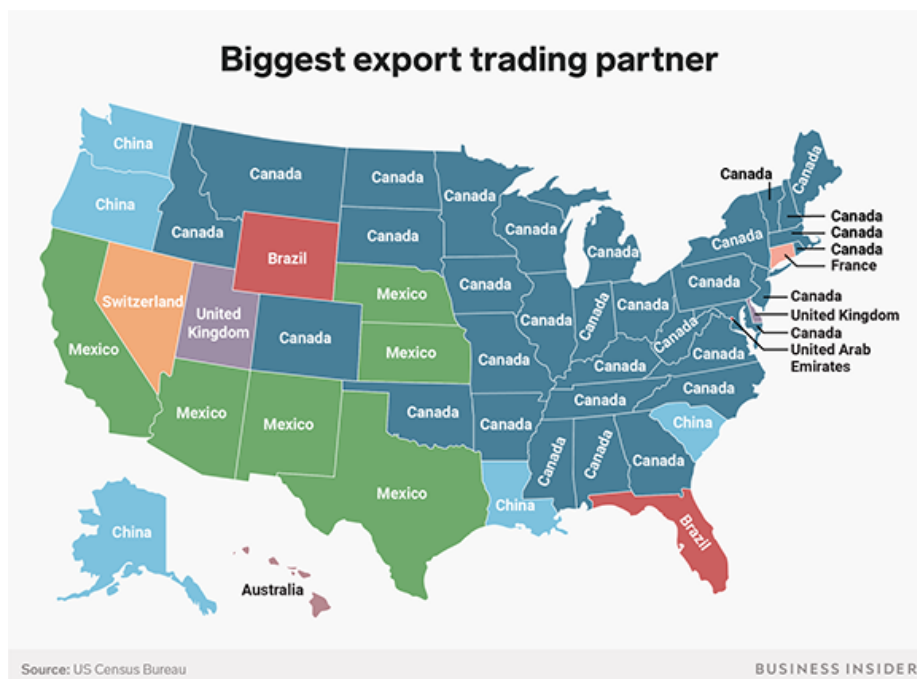 Biggest export trading partner
China
Canada
Canada
Canada
Canada
Canada
China
Canada
Canada
Canada
Canada
Canada
Canada
Canada
Canada
France
Brazil
Canada
Switzerland
United
Kingdom
Mexico
Canada
Canada
Canada
Canada
Canada
Canada
United Kingdom
Canada
United Arab
Emirates
Mexico
Canada
Mexico
Canada
Canada
Canada
Canada
Mexico
Mexico
Canada
Canada
Canada
Canada
China
Canada
Canada
Canada
Mexico
China
Brazil
China
Australia
Source: US Census Bureau
BUSINESS INSIDER